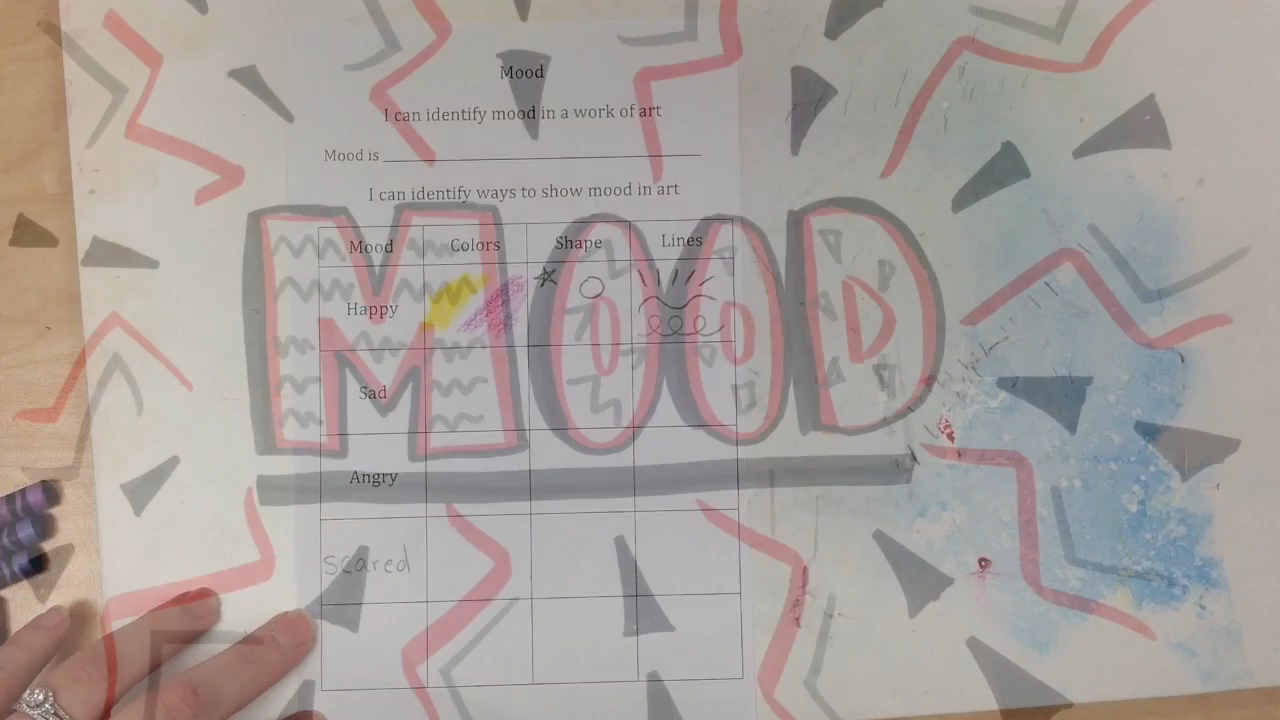 Mood
I can identify mood in a work of art
Mood is
I can identify ways to show mood in art
MOOD
Mood Colors Shape Lines
Happy
Sad
Angry
scared